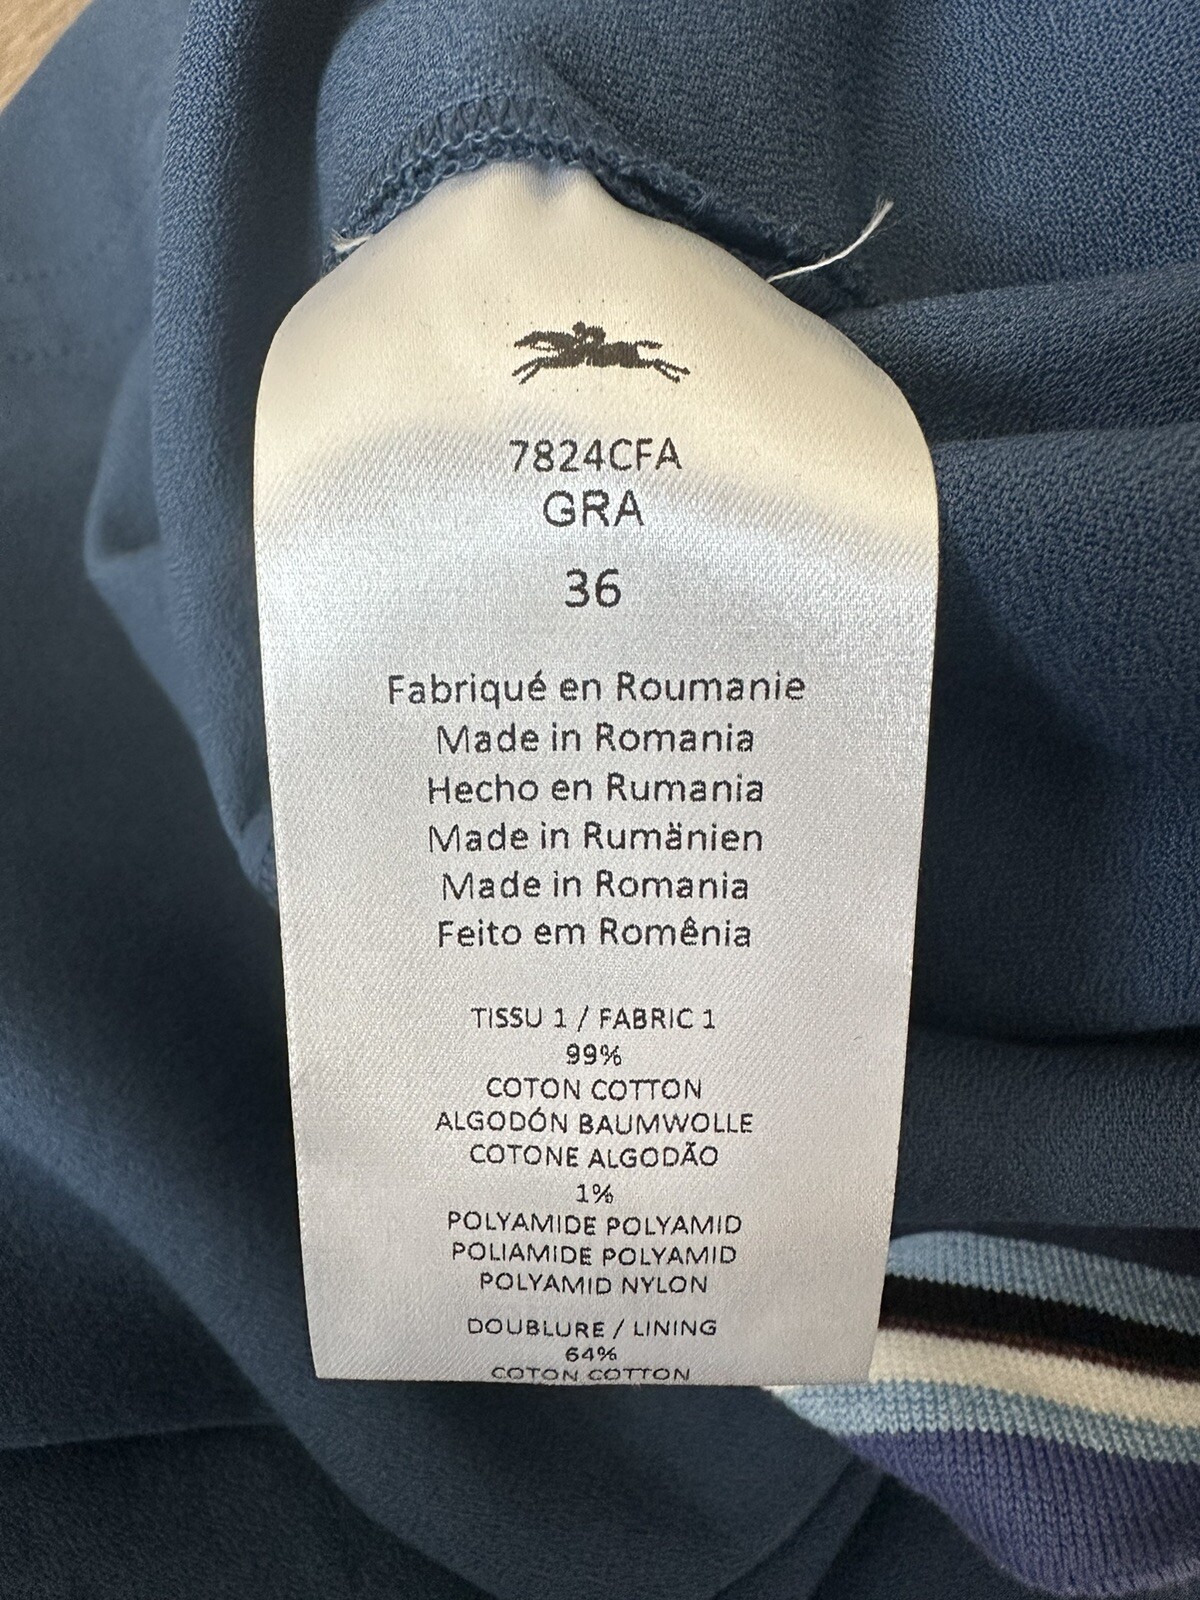 7824CFA
GRA
36
Fabriqué en Roumanie
Made in Romania
Hecho en Rumania
Made in Rumänien
Made in Romania
Feito em Romênia
TISSU 1 / FABRIC 1
99%
COTON COTTON
ALGODÓN BAUMWOLLE
COTONE ALGODÃO
1%
POLYAMIDE POLYAMID
POLIAMIDE POLYAMID
POLYAMID NYLON
DOUBLURE / LINING
64%
COTON COTTON